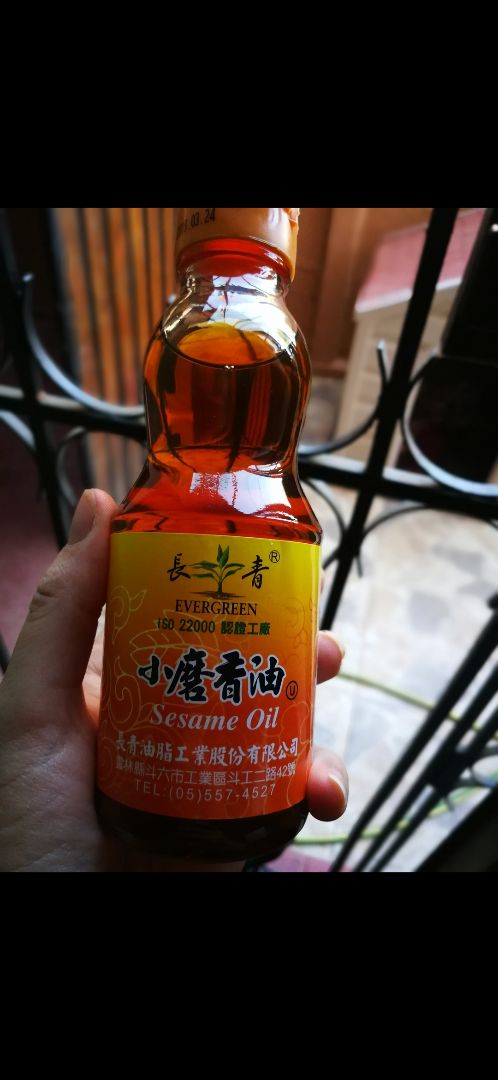 03.24
長 青®
EVERGREEN
ISO 22000 認證工廠
小磨香油 Ⓤ
Sesame Oil
長青油脂工業股份有限公司
雲林縣斗六市工業區斗工二路42號
TEL:(05)557-4527